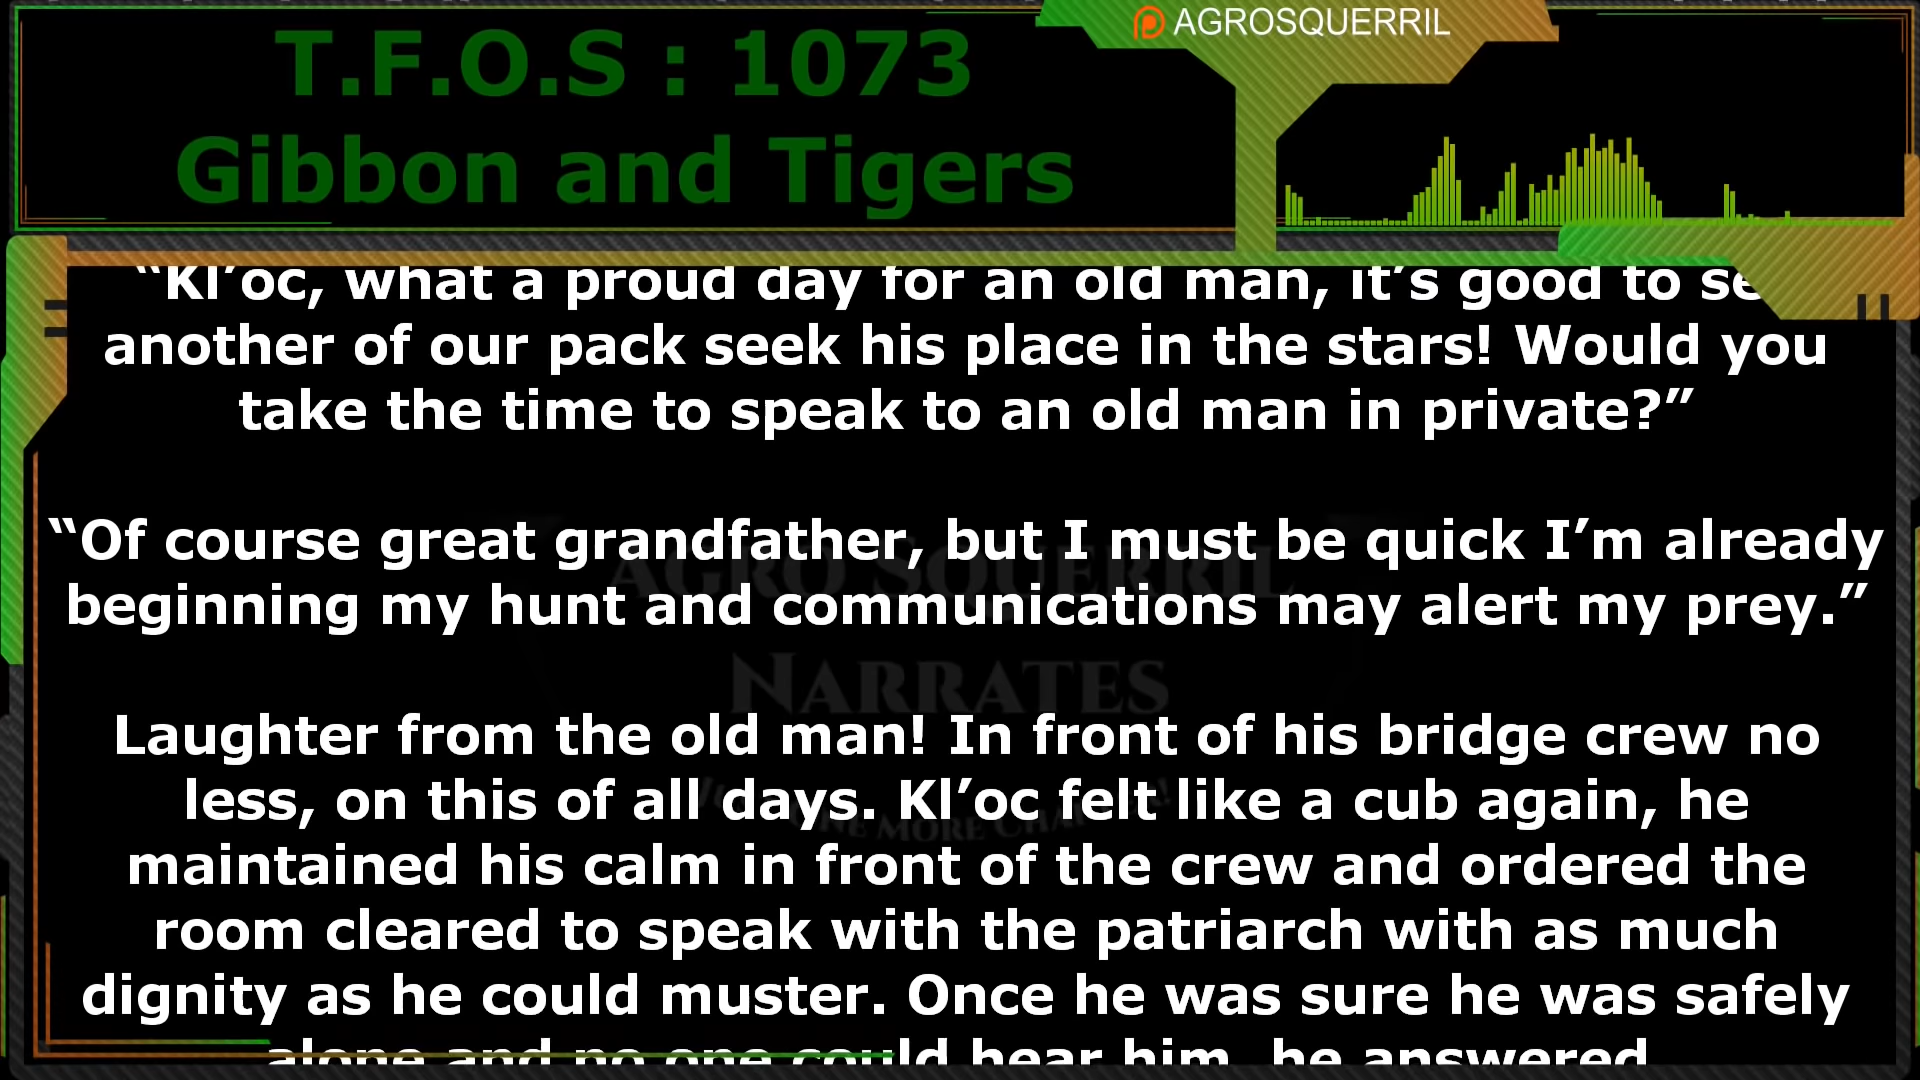 AGROSQUERRIL
T.F.O.S : 1073
Gibbon and Tigers
“Kl’oc, what a proud day for an old man, it’s good to
another of our pack seek his place in the stars! Would you
take the time to speak to an old man in private?”
“Of course great grandfather, but I must be quick I’m already
beginning my hunt and communications may alert my prey.”
AGRO SQUERRIL
NARRATES
Laughter from the old man! In front of his bridge crew no
less, on this of all days. Kl’oc felt like a cub again, he
maintained his calm in front of the crew and ordered the
room cleared to speak with the patriarch with as much
dignity as he could muster. Once he was sure he was safely
alone and no one could hear him, he answered